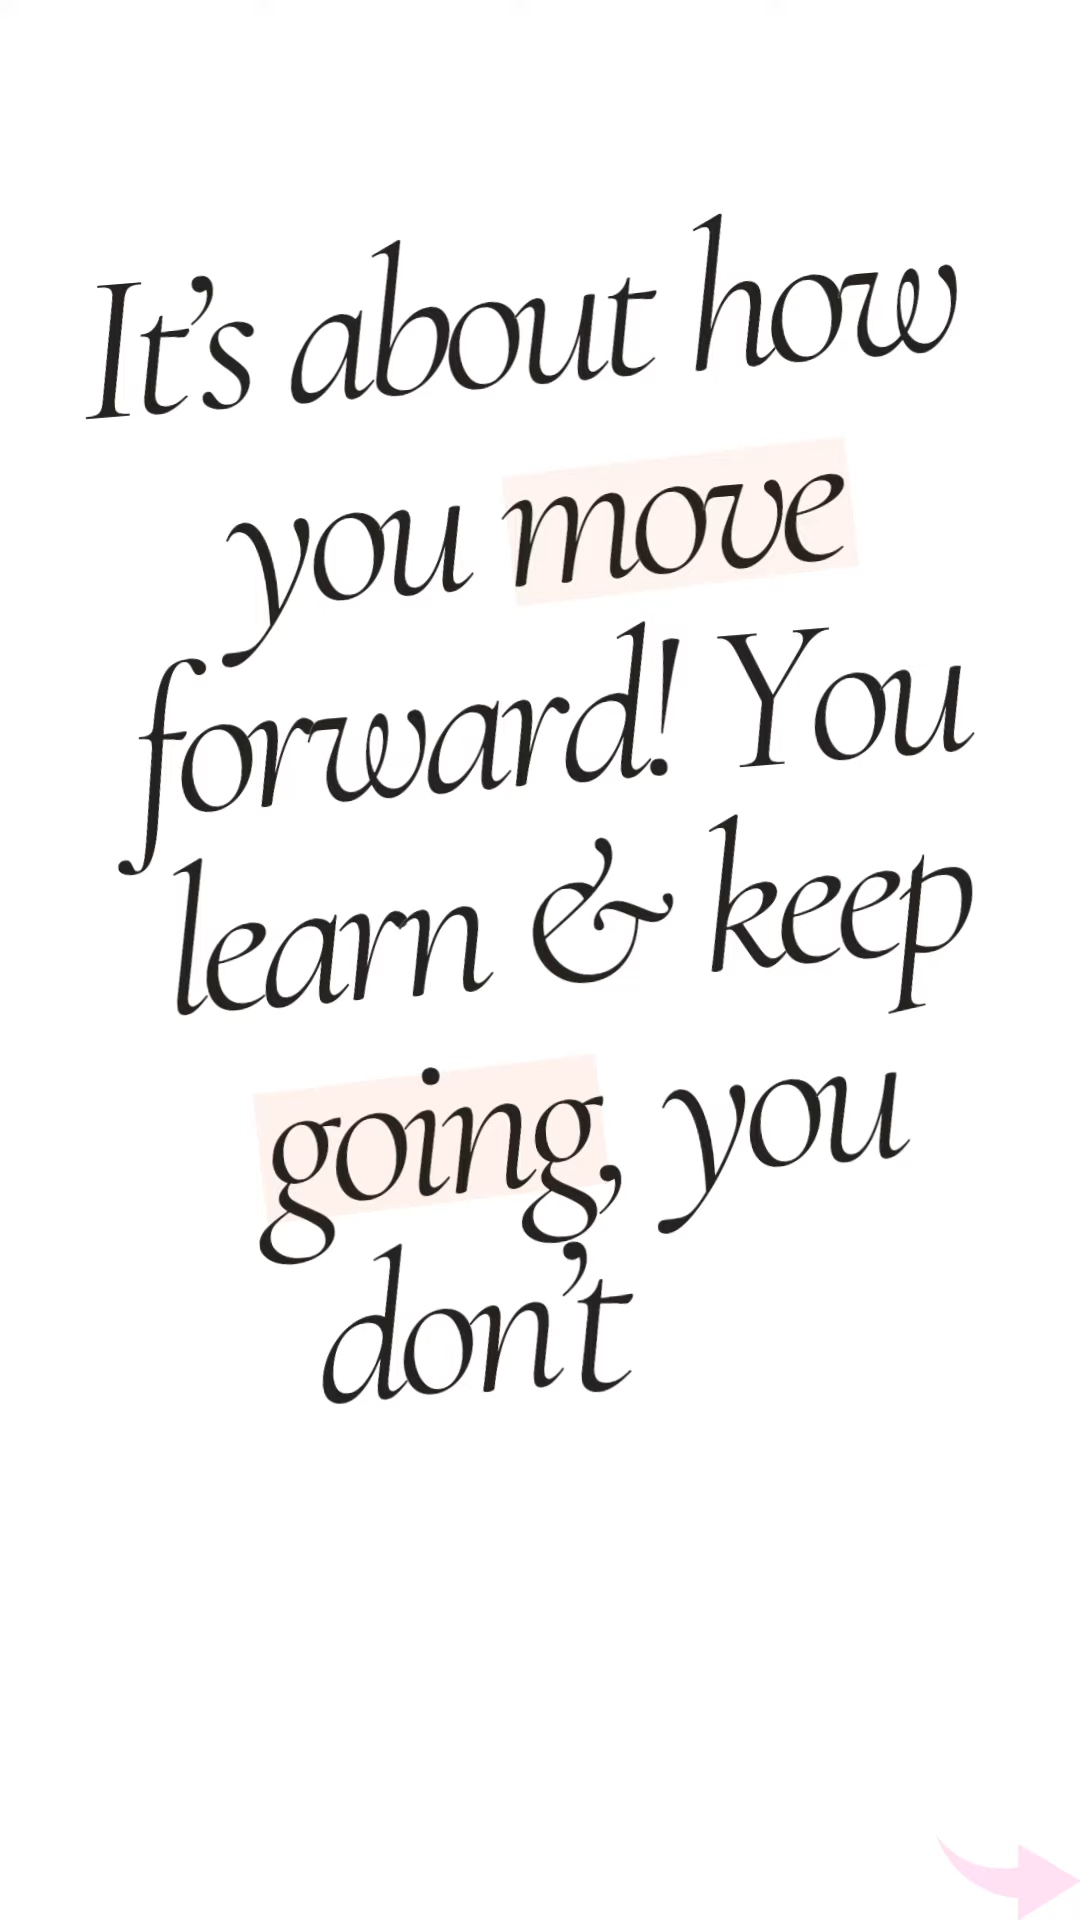 It’s about how
you move
forward! You
learn & keep
going, you
don’t